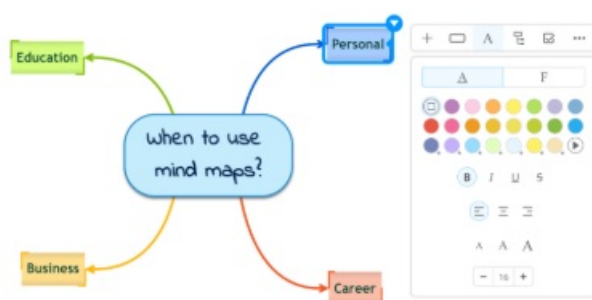 Education
Personal
When to use
mind maps?
Business
Career
A
A F
B I U S
A A A
− 16 +